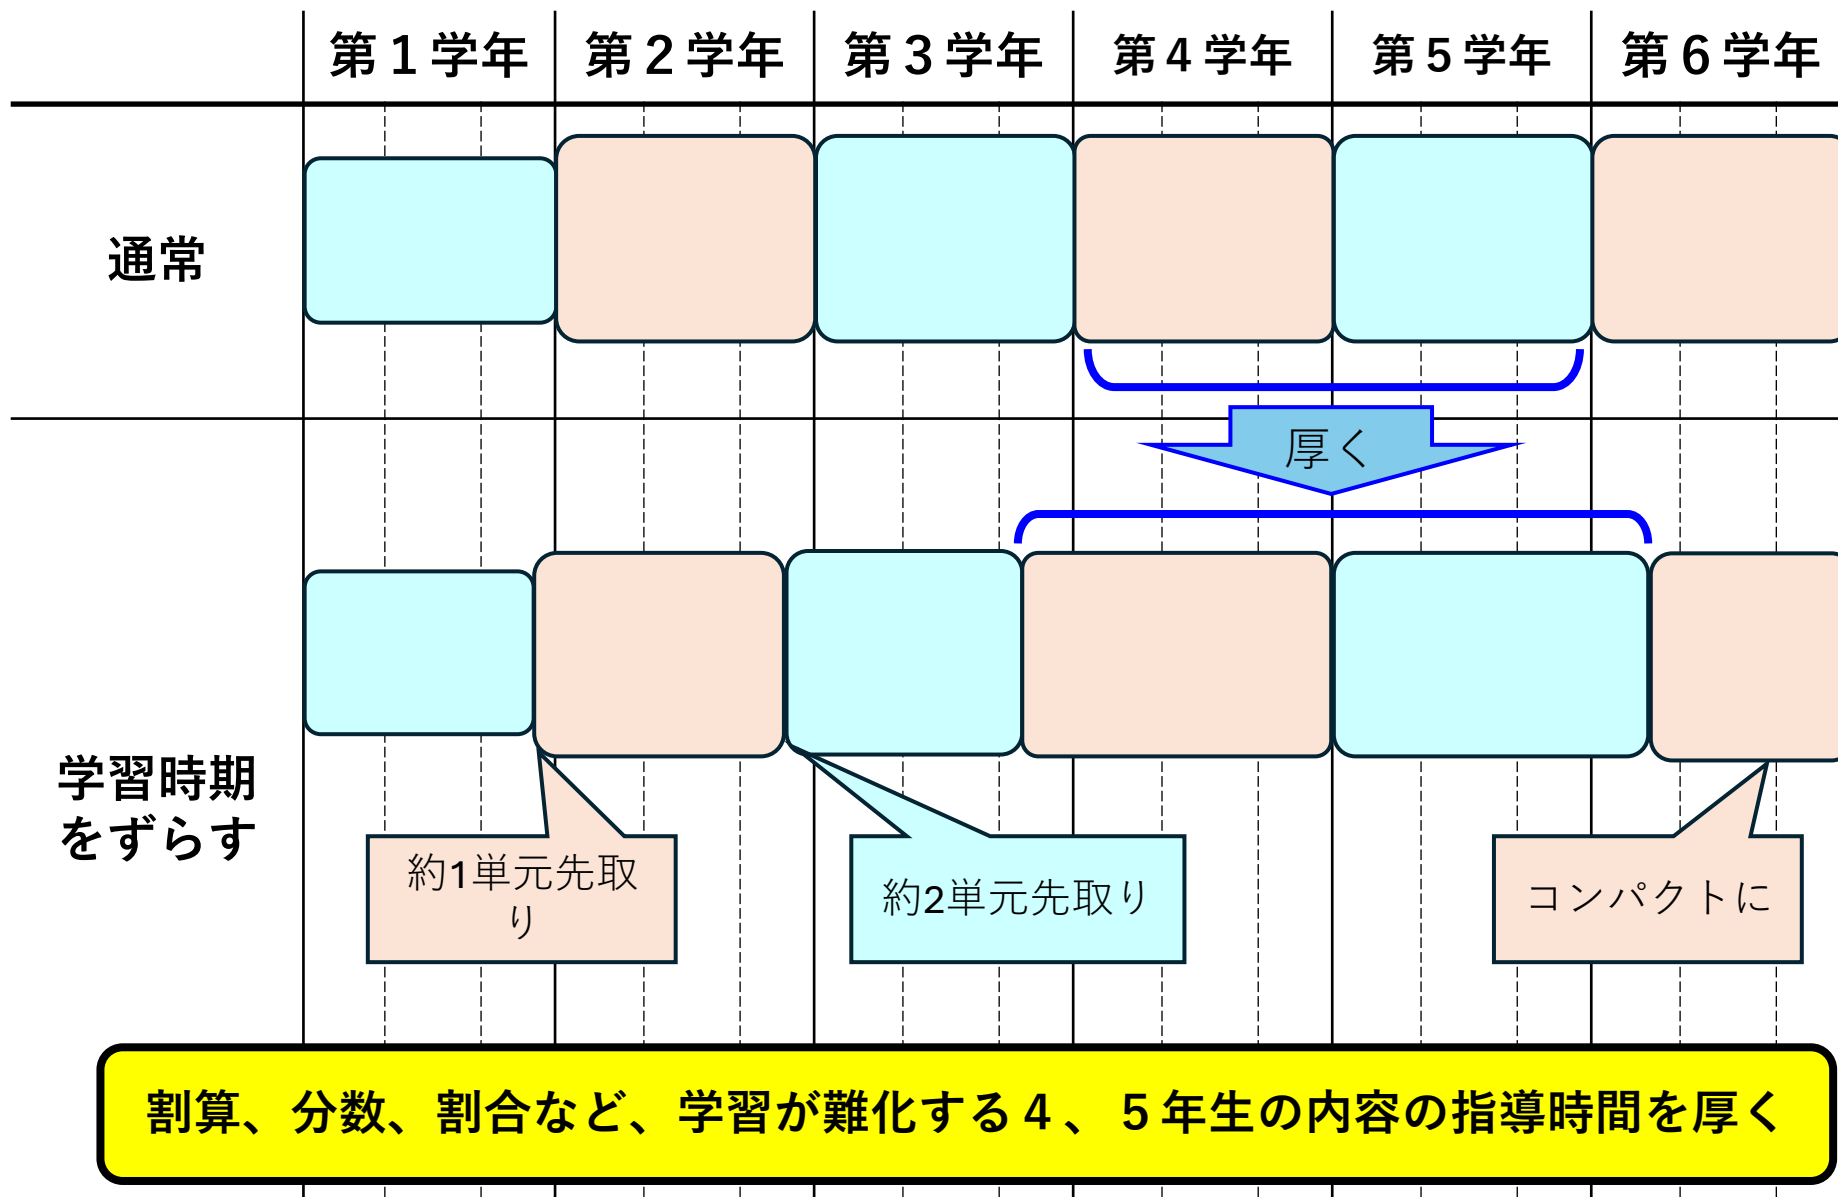 第１学年
第２学年
第３学年
第４学年
第５学年
第６学年
通常
厚く
学習時期
をずらす
約1単元先取
り
約2単元先取り
コンパクトに
割算、分数、割合など、学習が難化する４、５年生の内容の指導時間を厚く